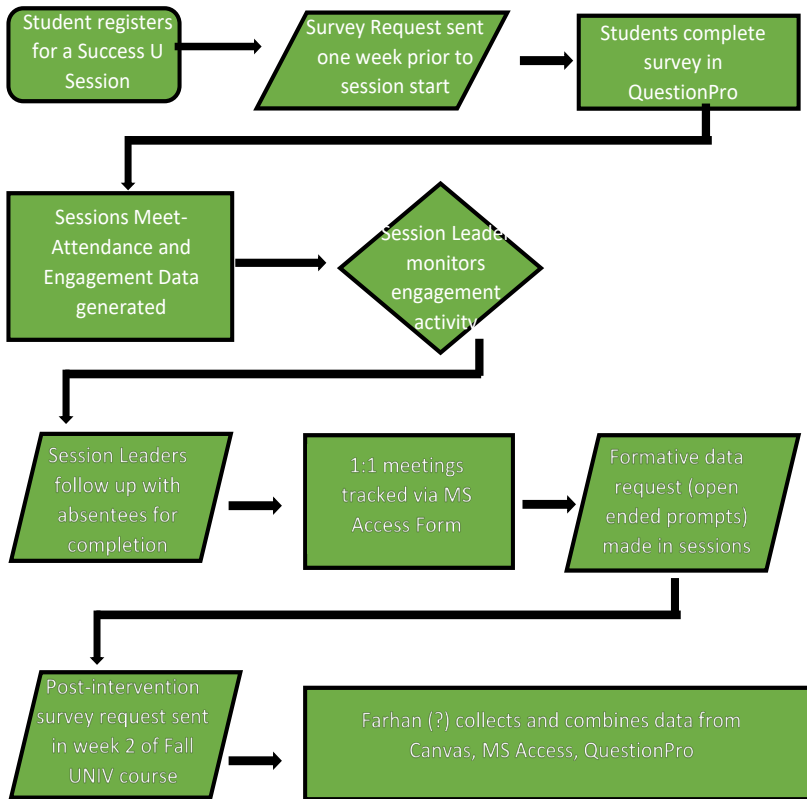 Student registers
for a Success U
Session
Survey Request sent
one week prior to
session start
Students complete
survey in
QuestionPro
Sessions Meet-
Attendance and
Engagement Data
generated
Session Leader
monitors
engagement
activity
Session Leaders
follow up with
absentees for
completion
1:1 meetings
tracked via MS
Access Form
Formative data
request (open
ended prompts)
made in sessions
Post-intervention
survey request sent
in week 2 of Fall
UNIV course
Farhan (?) collects and combines data from
Canvas, MS Access, QuestionPro